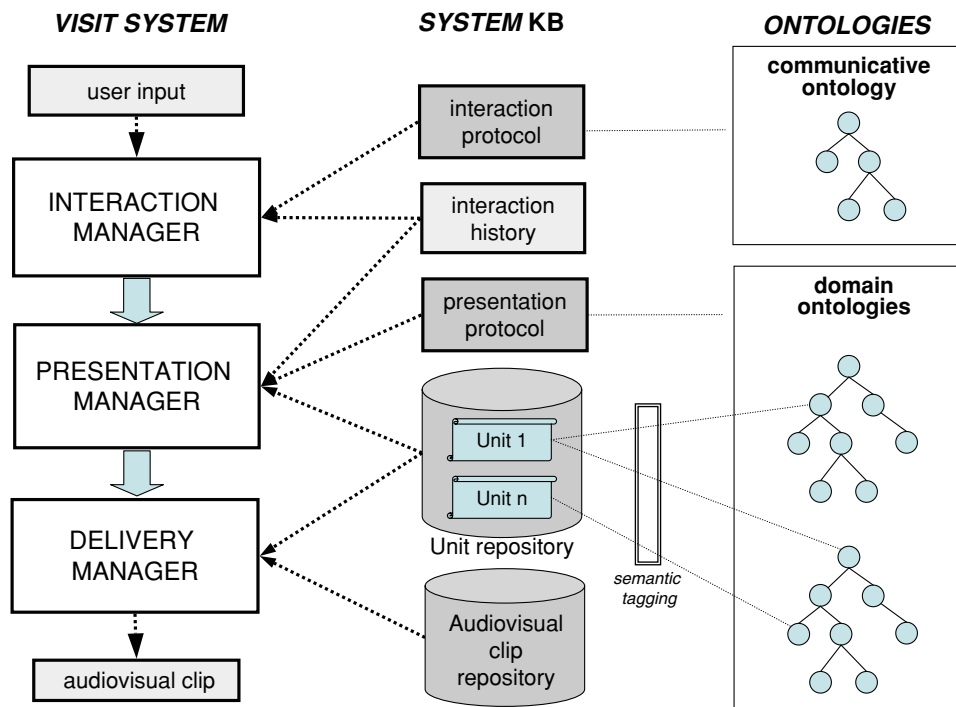 VISIT SYSTEM
user input
INTERACTION
MANAGER
PRESENTATION
MANAGER
DELIVERY
MANAGER
audiovisual clip
SYSTEM KB
interaction
protocol
interaction
history
presentation
protocol
Unit 1
Unit n
Unit repository
Audiovisual
clip
repository
semantic
tagging
ONTOLOGIES
communicative
ontology
domain
ontologies